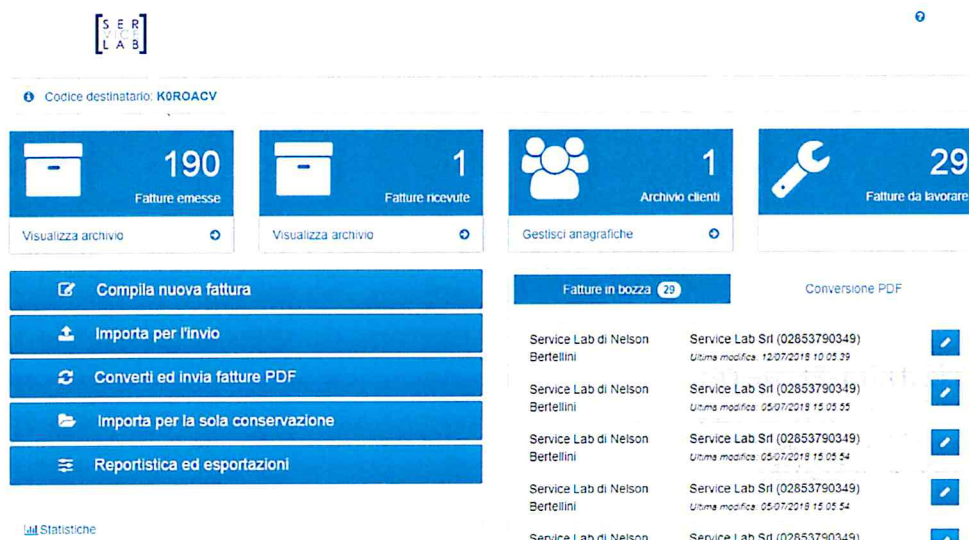 SER
VICE
LAB
Codice destinatario: K0ROACV
190
Fatture emesse
Visualizza archivio
1
Fatture ricevute
Visualizza archivio
1
Archivio clienti
Gestisci anagrafiche
29
Fatture da lavorare
Compila nuova fattura
Importa per l'invio
Converti ed invia fatture PDF
Importa per la sola conservazione
Reportistica ed esportazioni
Statistiche
Fatture in bozza 29
Conversione PDF
Service Lab di Nelson
Bertellini
Service Lab Srl (02853790349)
Ultima modifica: 12/07/2018 10:05:39
Service Lab di Nelson
Bertellini
Service Lab Srl (02853790349)
Ultima modifica: 05/07/2018 15:05:55
Service Lab di Nelson
Bertellini
Service Lab Srl (02853790349)
Ultima modifica: 05/07/2018 15:05:54
Service Lab di Nelson
Bertellini
Service Lab Srl (02853790349)
Ultima modifica: 05/07/2018 15:05:54
Service Lab di Nelson
Service Lab Srl (02853790349)